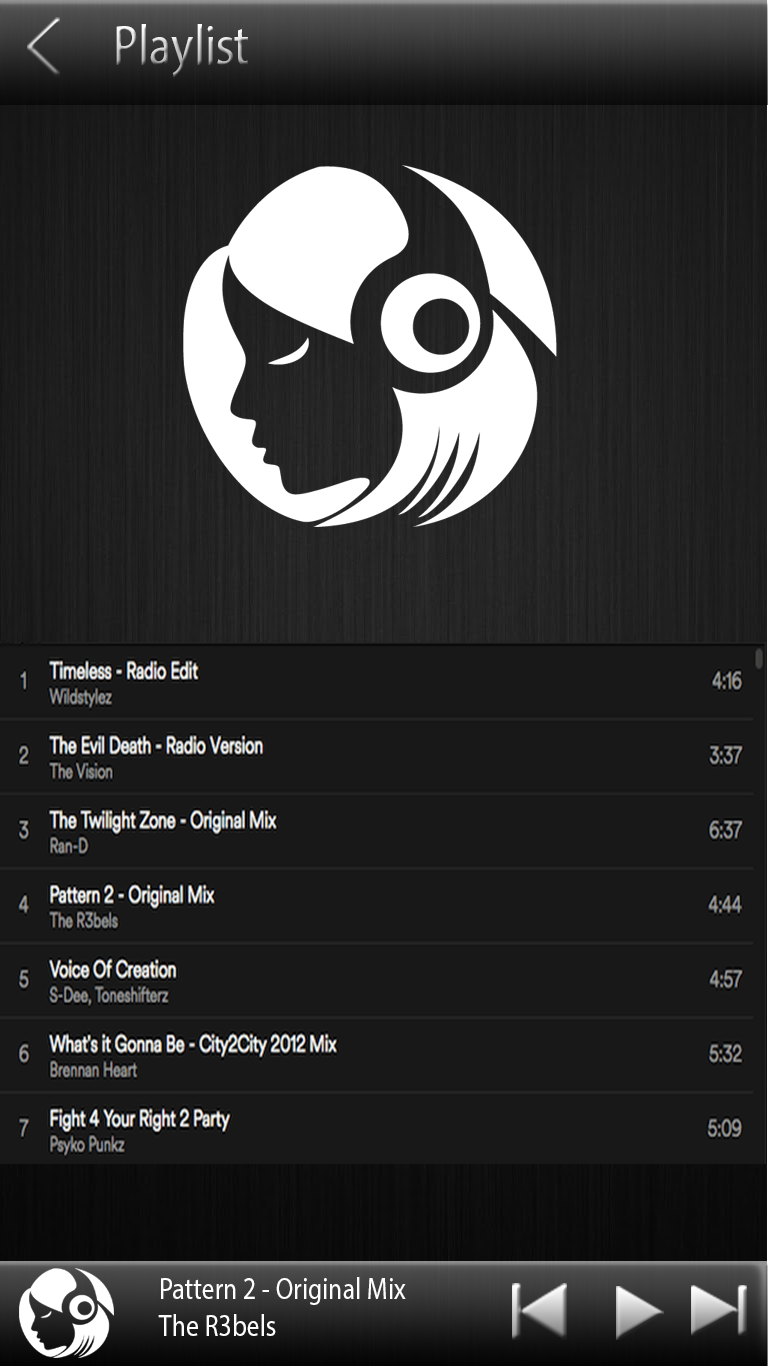 Playlist
1 Timeless - Radio Edit 4:16
Wildstylez
2 The Evil Death - Radio Version 3:37
The Vision
3 The Twilight Zone - Original Mix 6:37
Ran-D
4 Pattern 2 - Original Mix 4:44
The R3bels
5 Voice Of Creation 4:57
S-Dee, Toneshifterz
6 What's it Gonna Be - City2City 2012 Mix 5:32
Brennan Heart
7 Fight 4 Your Right 2 Party 5:09
Psyko Punkz
Pattern 2 - Original Mix
The R3bels